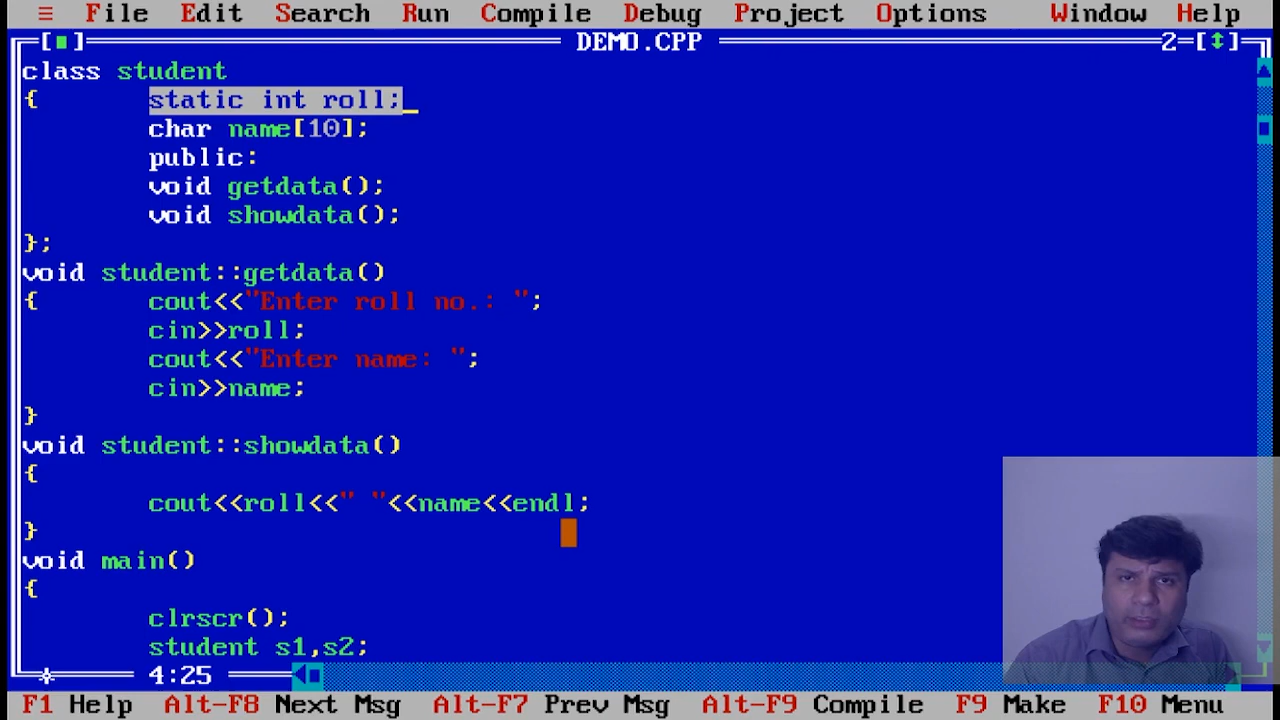 ≡ File Edit Search Run Compile Debug Project Options Window Help
[■] DEMO.CPP 2=[↕]
class student
{ static int roll;_
char name[10];
public:
void getdata();
void showdata();
};
void student::getdata()
{ cout<<"Enter roll no.: ";
cin>>roll;
cout<<"Enter name: ";
cin>>name;
}
void student::showdata()
{
cout<<roll<<" "<<name<<endl;
}
void main()
{
clrscr();
student s1,s2;
4:25
F1 Help Alt-F8 Next Msg Alt-F7 Prev Msg Alt-F9 Compile F9 Make F10 Menu